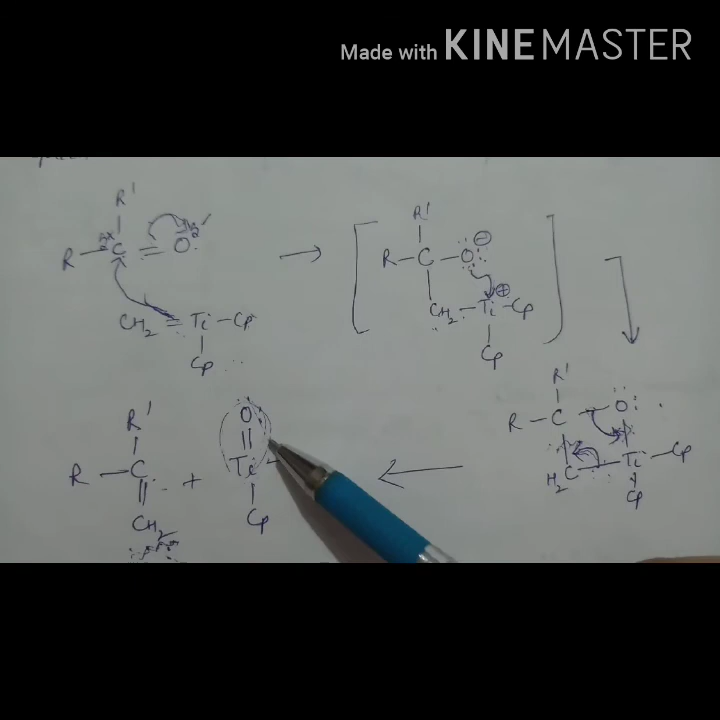 Made with KINEMASTER
R'
R – C = O
CH2 = Ti – Cp
Cp
R'
R – C – O ⊖
CH2 – Ti ⊕ – Cp
Cp
R'
R – C – O
H2C – Ti – Cp
Cp
R'
R – C
CH2
+
O
Ti
Cp